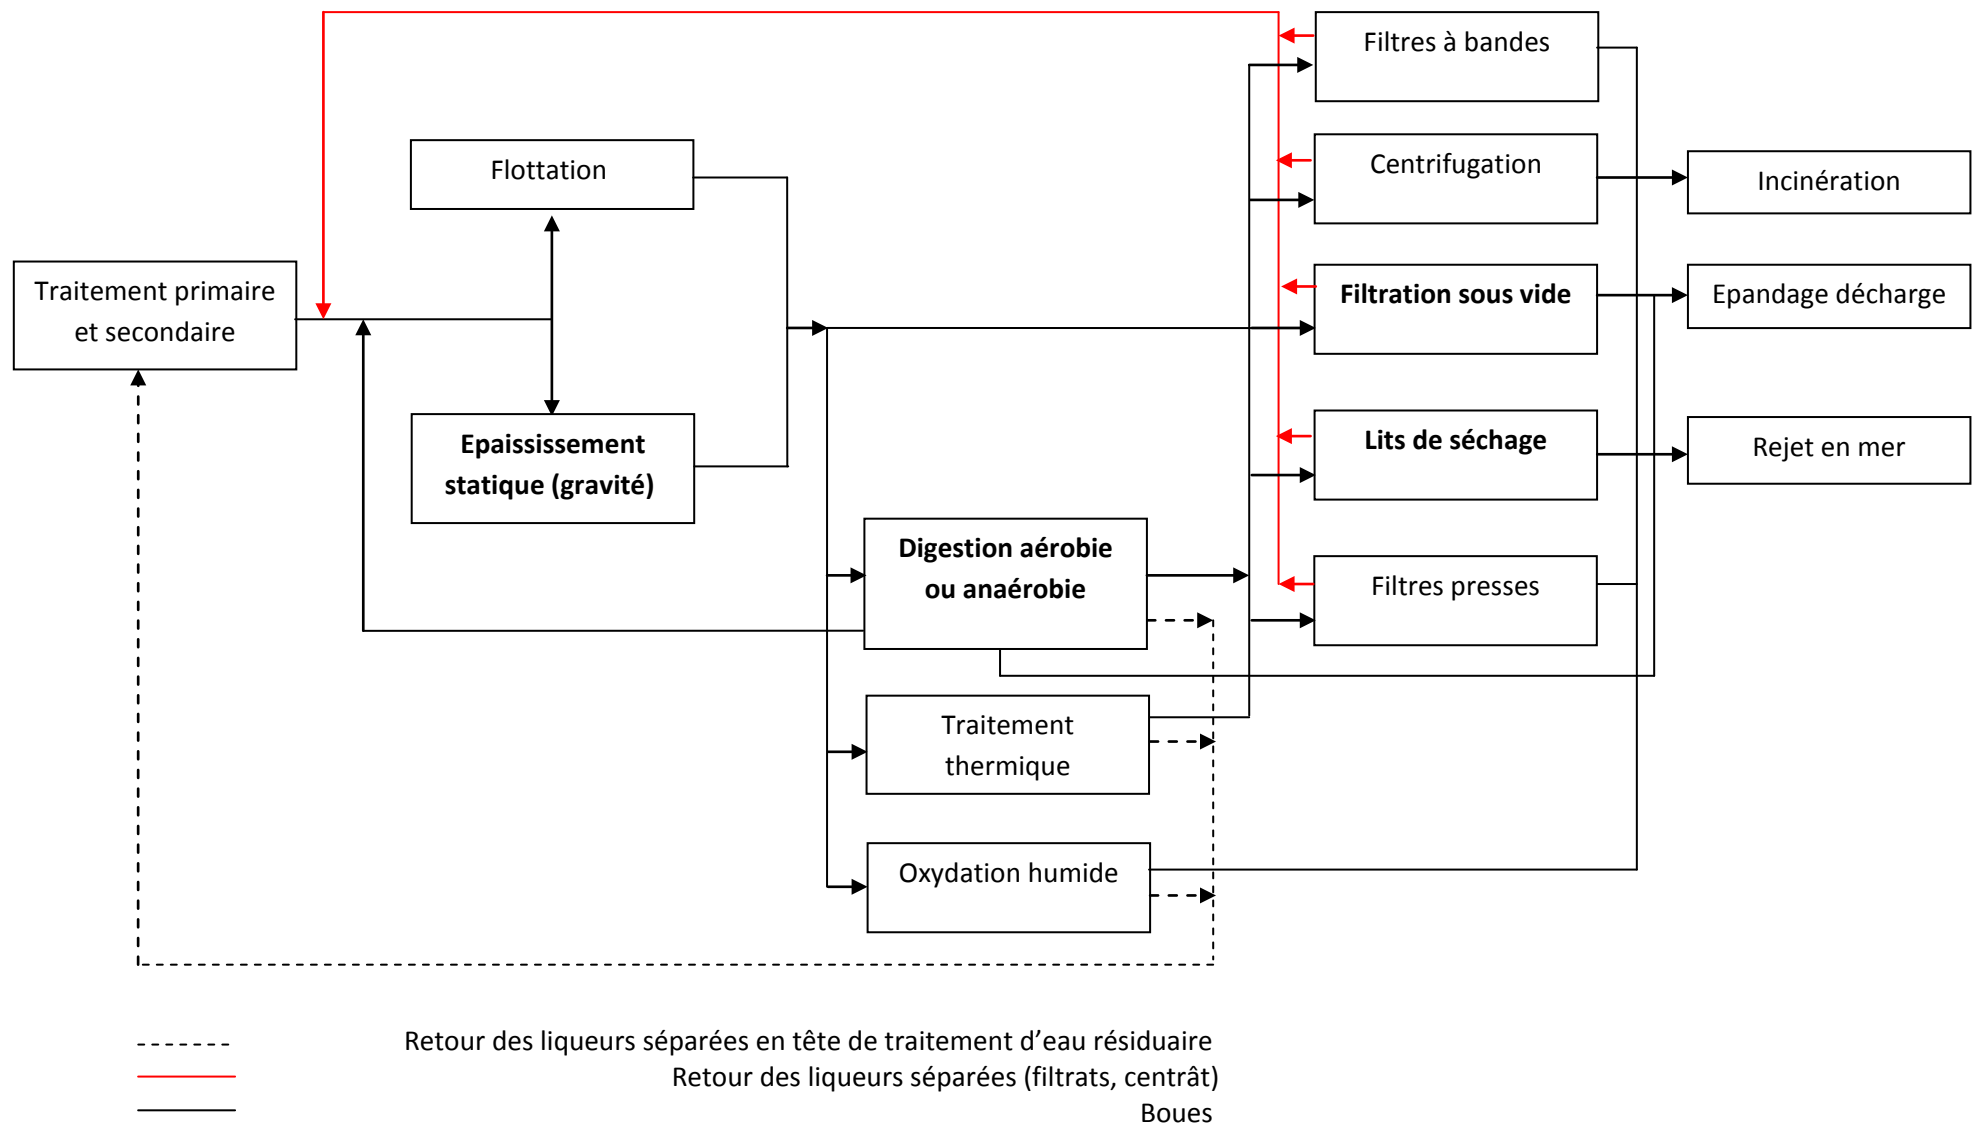 Filtres à bandes
Flottation
Centrifugation
Incinération
Traitement primaire
et secondaire
Filtration sous vide
Epandage décharge
Epaississement
statique (gravité)
Lits de séchage
Rejet en mer
Digestion aérobie
ou anaérobie
Filtres presses
Traitement
thermique
Oxydation humide
Retour des liqueurs séparées en tête de traitement d’eau résiduaire
Retour des liqueurs séparées (filtrats, centrât)
Boues